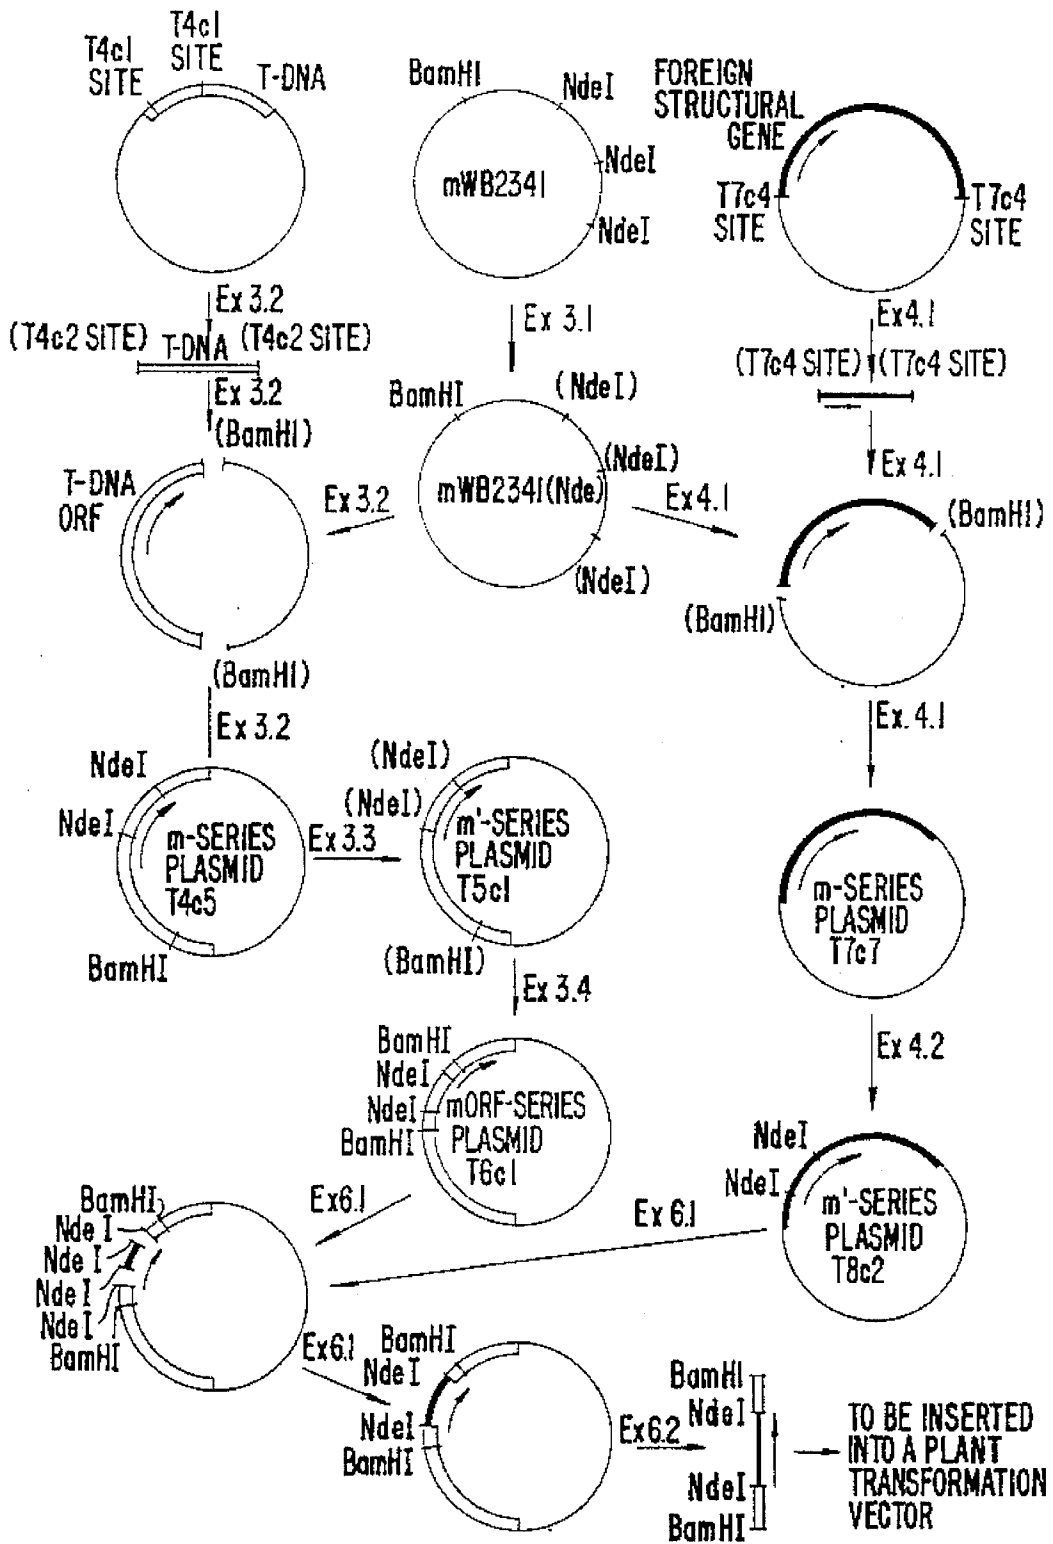 T4c1
SITE
T4c1
SITE
T-DNA
BamHI
NdeI
NdeI
NdeI
mWB2341
FOREIGN
STRUCTURAL
GENE
T7c4
SITE
T7c4
SITE
Ex 3.2
Ex 3.1
Ex4.1
(T4c2 SITE)
T-DNA
(T4c2 SITE)
(T7c4 SITE)
(T7c4 SITE)
Ex 3.2
(BamHI)
BamHI
(NdeI)
(NdeI)
mWB2341(Nde)
(NdeI)
Ex 4.1
T-DNA
ORF
Ex 3.2
Ex4.1
(BamHI)
(BamHI)
(BamHI)
Ex 3.2
Ex. 4.1
NdeI
NdeI
m-SERIES
PLASMID
T4c5
BamHI
Ex 3.3
(NdeI)
(NdeI)
m'-SERIES
PLASMID
T5c1
(BamHI)
m-SERIES
PLASMID
T7c7
Ex 3.4
Ex 4.2
BamHI
NdeI
NdeI
BamHI
mORF-SERIES
PLASMID
T6c1
NdeI
NdeI
m'-SERIES
PLASMID
T8c2
Ex6.1
Ex 6.1
BamHI
Nde I
Nde I
Nde I
Nde I
BamHI
Ex6.1
BamHI
NdeI
NdeI
BamHI
Ex6.2
BamHI
NdeI
NdeI
BamHI
TO BE INSERTED
INTO A PLANT
TRANSFORMATION
VECTOR